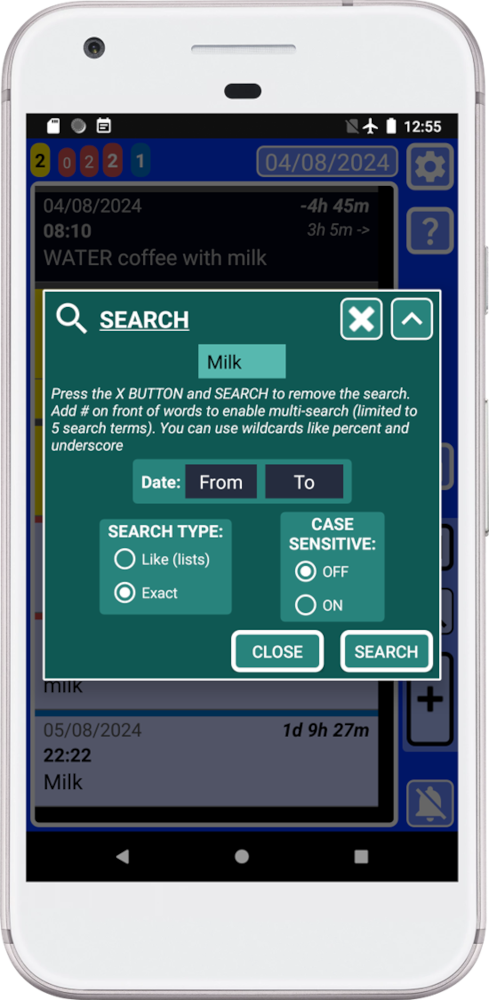 12:55
2 0 2 2 1 04/08/2024
04/08/2024 -4h 45m
08:10 3h 5m ->
WATER coffee with milk
?
SEARCH
Milk
Press the X BUTTON and SEARCH to remove the search.
Add # on front of words to enable multi-search (limited to
5 search terms). You can use wildcards like percent and
underscore
Date: From To
SEARCH TYPE:
Like (lists)
Exact
CASE
SENSITIVE:
OFF
ON
CLOSE SEARCH
milk
+
05/08/2024 1d 9h 27m
22:22
Milk